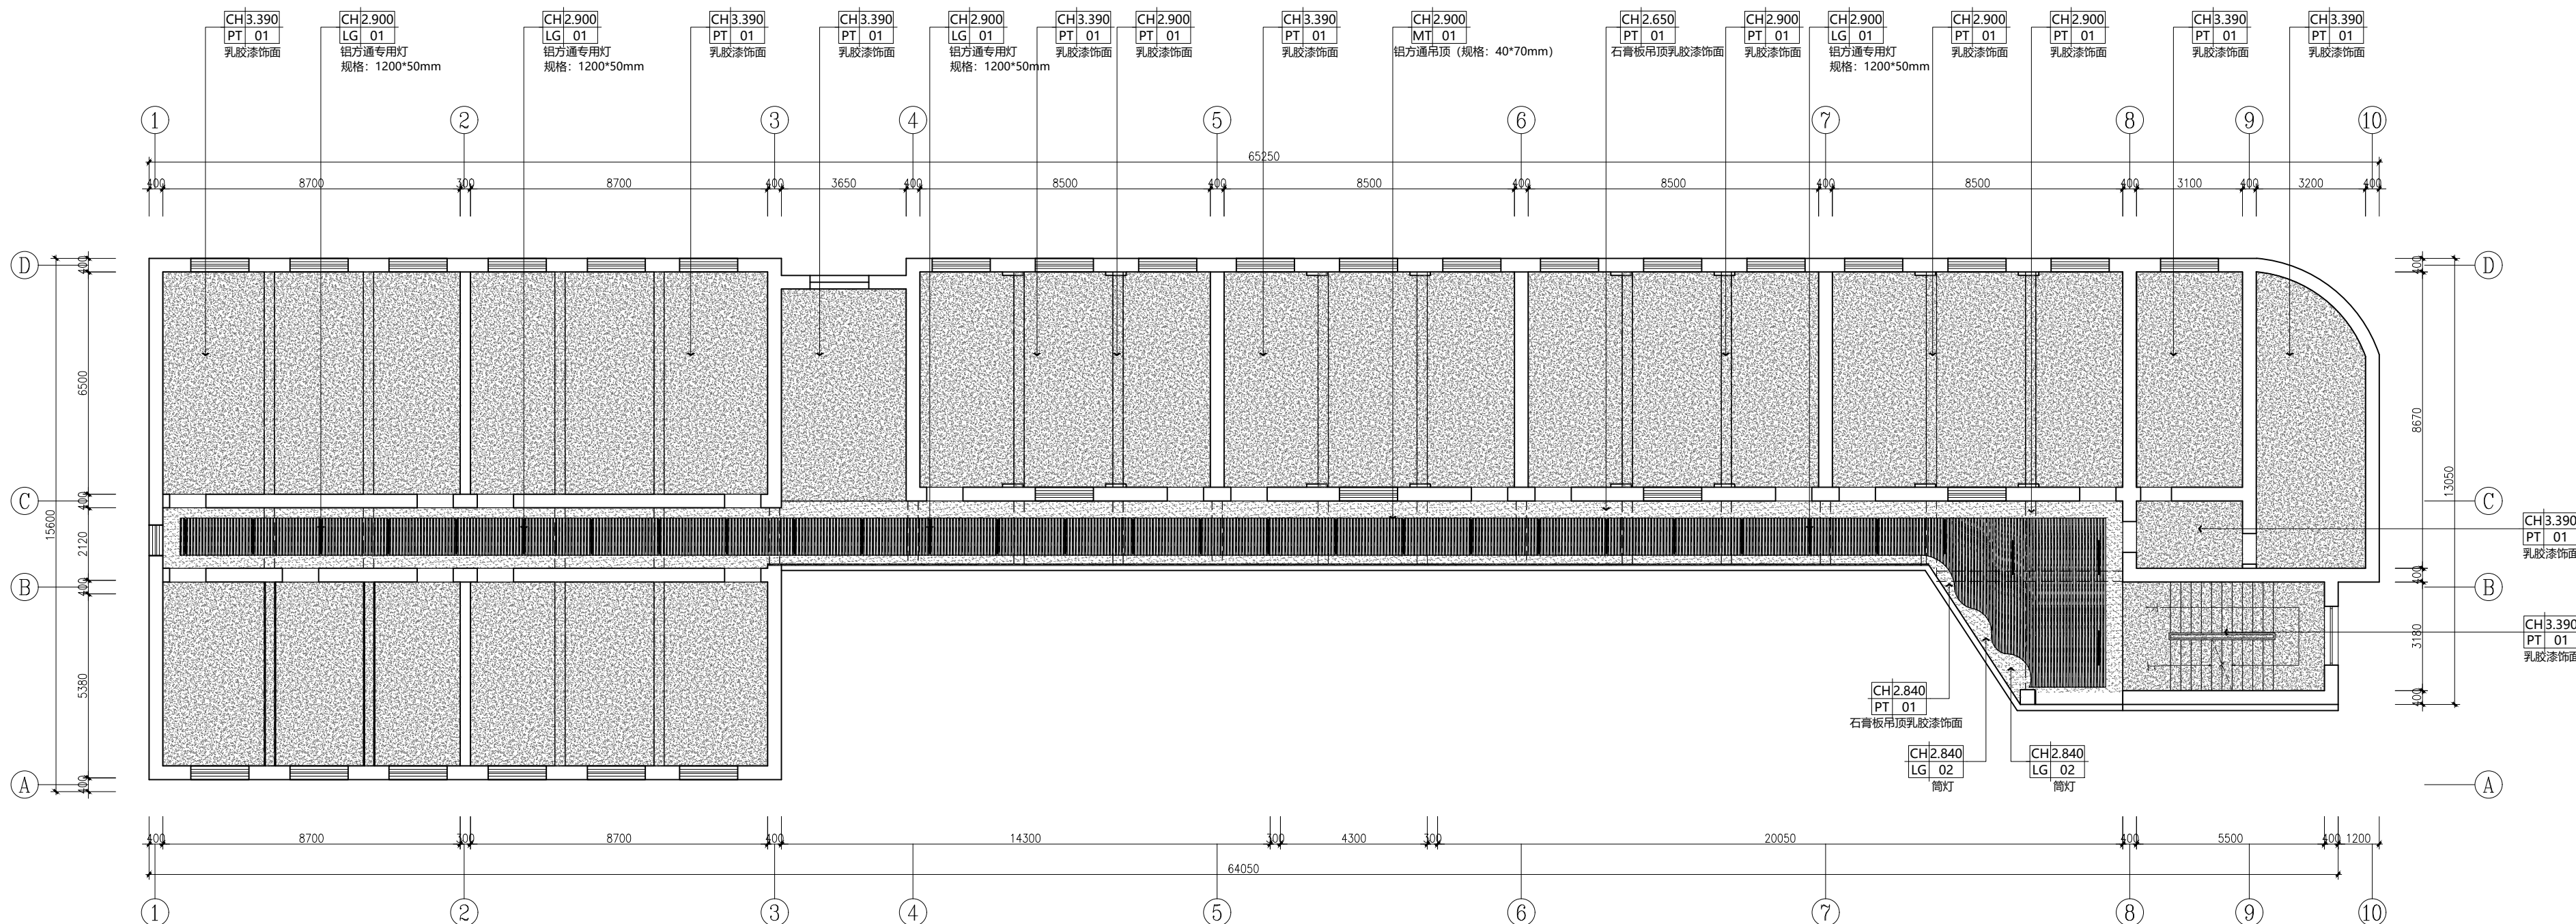 CH 3.390 CH 2.900 CH 2.900 CH 3.390 CH 3.390 CH 2.900 CH 3.390 CH 2.900 CH 3.390 CH 2.900 CH 2.650 CH 2.900 CH 2.900 CH 2.900 CH 2.900 CH 3.390 CH 3.390
PT 01 LG 01 LG 01 PT 01 PT 01 LG 01 PT 01 PT 01 PT 01 MT 01 PT 01 PT 01 LG 01 PT 01 PT 01 PT 01 PT 01
乳胶漆饰面 铝方通专用灯 铝方通专用灯 乳胶漆饰面 乳胶漆饰面 铝方通专用灯 乳胶漆饰面 乳胶漆饰面 乳胶漆饰面 铝方通吊顶（规格：40*70mm） 石膏板吊顶乳胶漆饰面 乳胶漆饰面 铝方通专用灯 乳胶漆饰面 乳胶漆饰面 乳胶漆饰面 乳胶漆饰面
规格：1200*50mm 规格：1200*50mm 规格：1200*50mm 规格：1200*50mm
1 2 3 4 5 6 7 8 9 10
65250
400 8700 300 8700 400 3650 400 8500 400 8500 400 8500 400 8500 400 3100 400 3200 400
D 400 400 D
6500 8670
13050
C 400 C
15600
2120
CH 3.390
PT 01
乳胶漆饰面
400
B 400 400 B
3180
CH 3.390
PT 01
乳胶漆饰面
5380
400
CH 2.840
PT 01
石膏板吊顶乳胶漆饰面
CH 2.840 CH 2.840
LG 02 LG 02
筒灯 筒灯
A 400 A
400 8700 300 8700 400 14300 300 4300 300 20050 400 5500 400 1200
64050
1 2 3 4 5 6 7 8 9 10